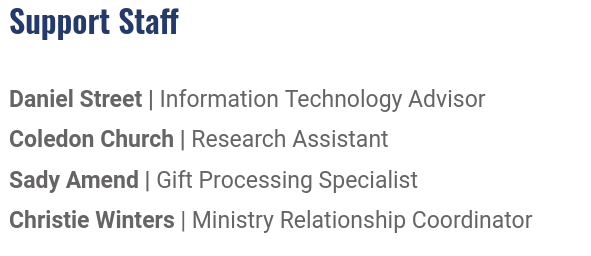 Support Staff
Daniel Street | Information Technology Advisor
Coledon Church | Research Assistant
Sady Amend | Gift Processing Specialist
Christie Winters | Ministry Relationship Coordinator